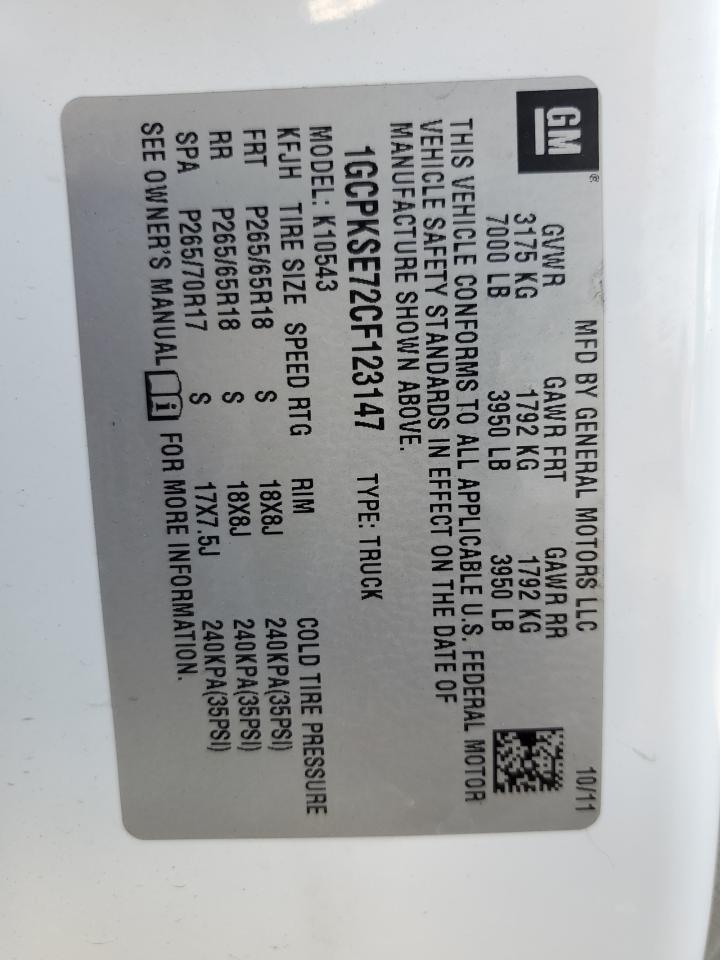 GM®
MFD BY GENERAL MOTORS LLC 10/11
GVWR GAWR FRT GAWR RR
3175 KG 1792 KG 1792 KG
7000 LB 3950 LB 3950 LB
THIS VEHICLE CONFORMS TO ALL APPLICABLE U.S. FEDERAL MOTOR
VEHICLE SAFETY STANDARDS IN EFFECT ON THE DATE OF
MANUFACTURE SHOWN ABOVE.
1GCPKSE72CF123147 TYPE: TRUCK
MODEL: K10543
KFJH TIRE SIZE SPEED RTG RIM COLD TIRE PRESSURE
FRT P265/65R18 S 18X8J 240KPA(35PSI)
RR P265/65R18 S 18X8J 240KPA(35PSI)
SPA P265/70R17 S 17X7.5J 240KPA(35PSI)
SEE OWNER'S MANUAL i FOR MORE INFORMATION.